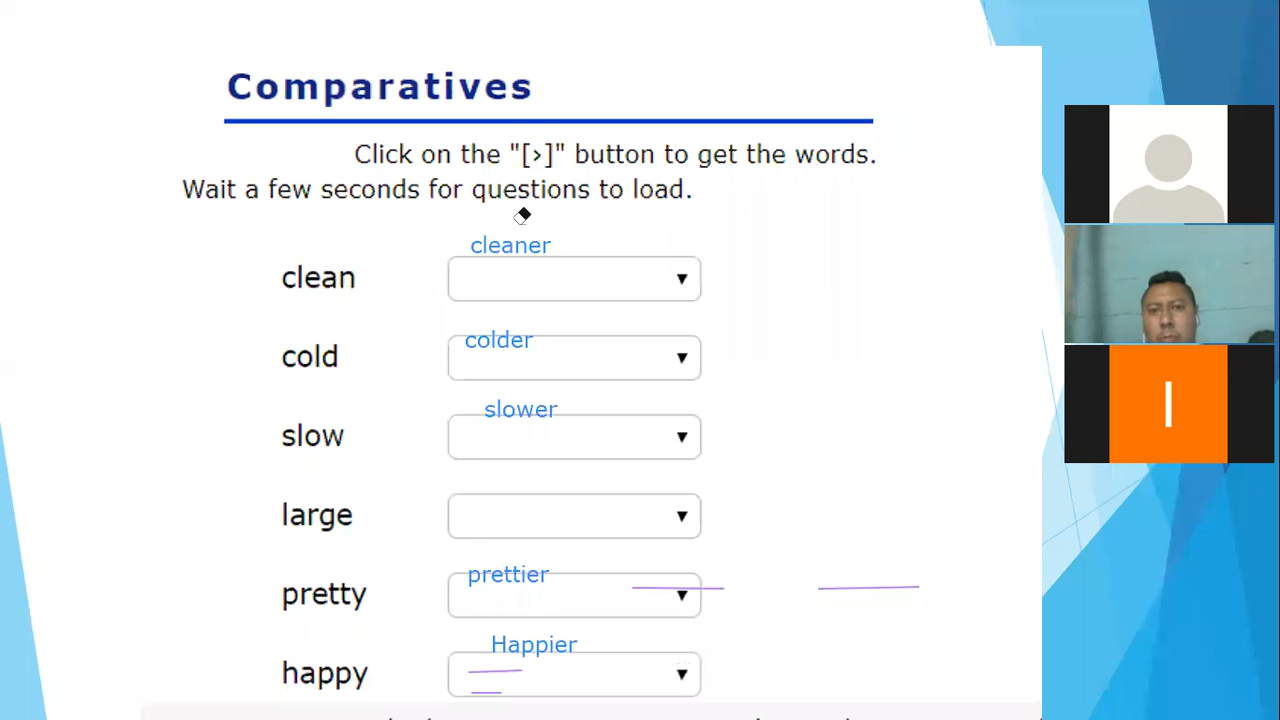 Comparatives
Click on the "[›]" button to get the words.
Wait a few seconds for questions to load.
cleaner
clean
colder
cold
slower
slow
large
prettier
pretty
Happier
happy
I